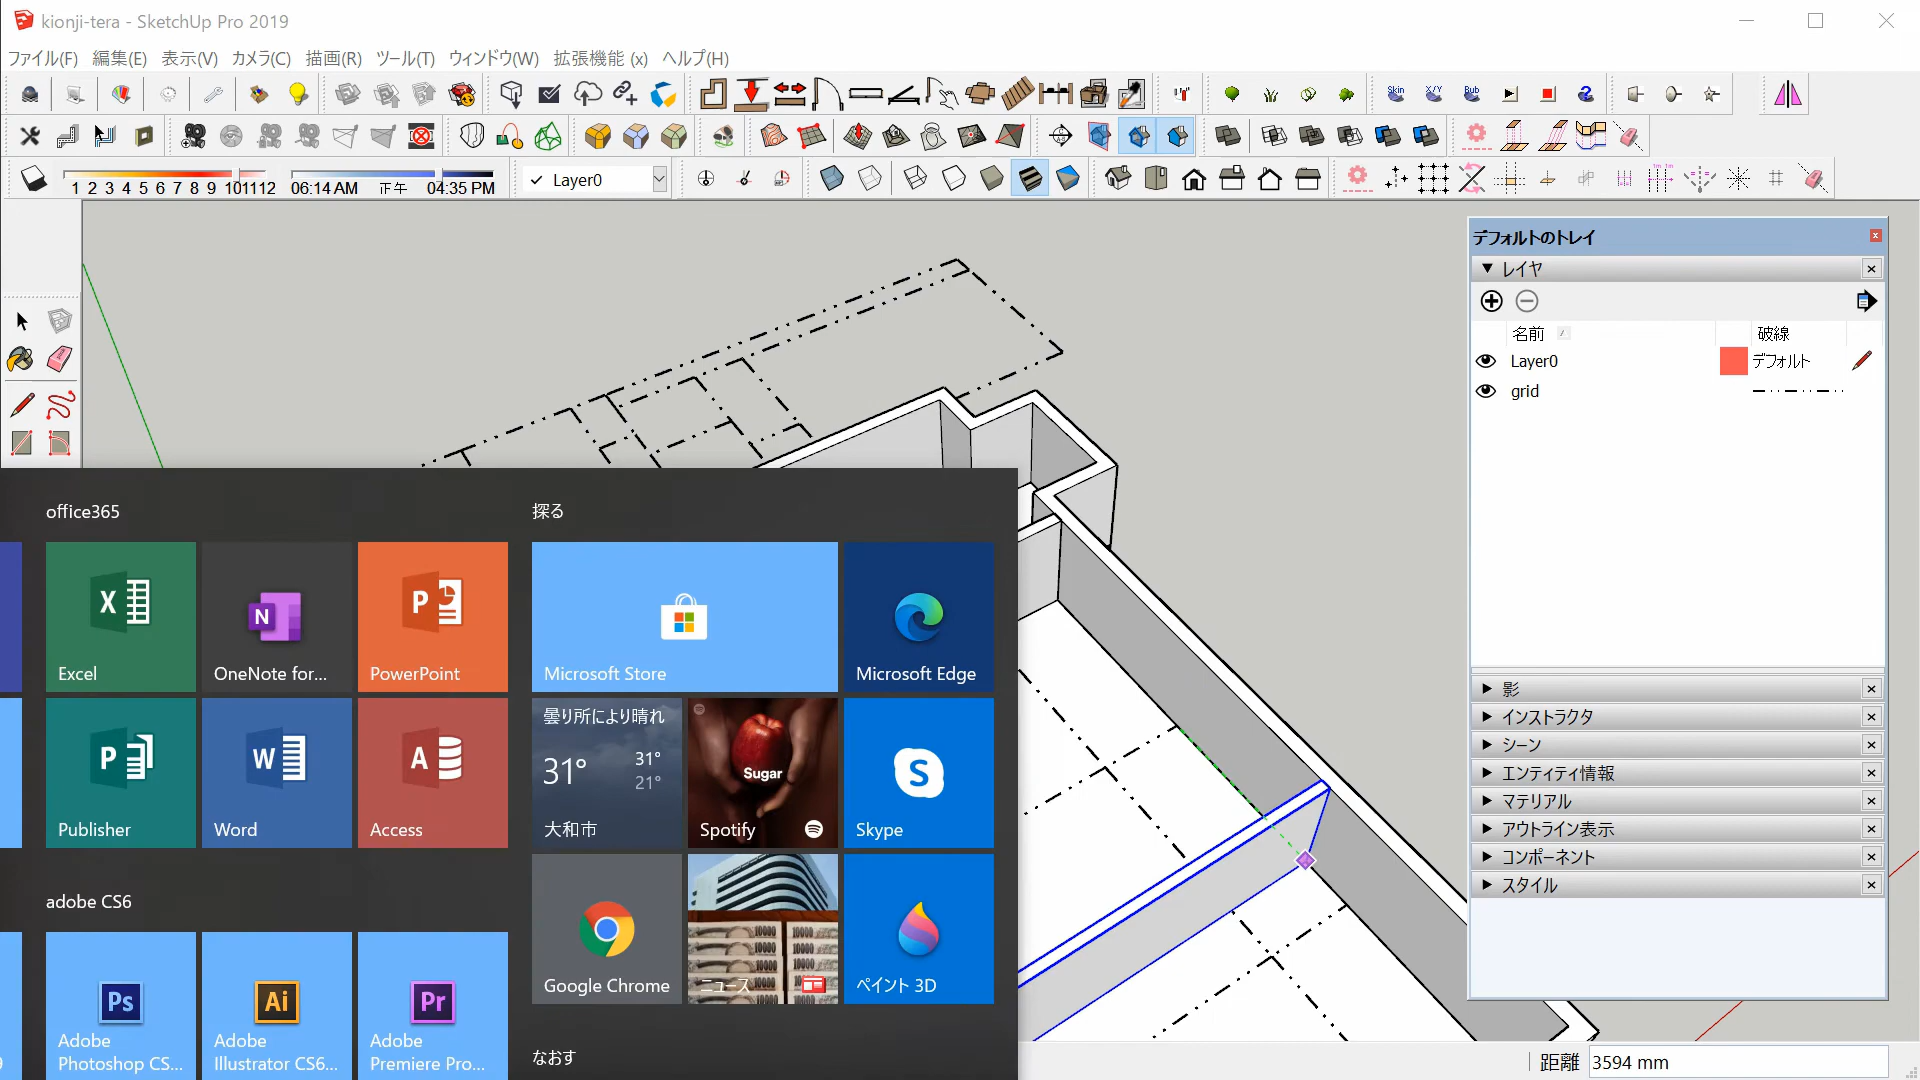 kionji-tera - SketchUp Pro 2019
ファイル(F) 編集(E) 表示(V) カメラ(C) 描画(R) ツール(T) ウィンドウ(W) 拡張機能 (x) ヘルプ(H)
Skin X/Y Bub
1 2 3 4 5 6 7 8 9 10 11 12 06:14 AM 正午 04:35 PM Layer0
デフォルトのトレイ
レイヤ
名前 破線
Layer0 デフォルト
grid
影
インストラクタ
シーン
エンティティ情報
マテリアル
アウトライン表示
コンポーネント
スタイル
office365
Excel
OneNote for...
PowerPoint
Publisher
Word
Access
adobe CS6
Ps
Adobe
Photoshop CS...
Ai
Adobe
Illustrator CS6...
Pr
Adobe
Premiere Pro...
探る
Microsoft Store
Microsoft Edge
曇り所により晴れ
31°
31°
21°
大和市
Sugar
Spotify
Skype
Google Chrome
ニュース
ペイント 3D
なおす
距離 3594 mm